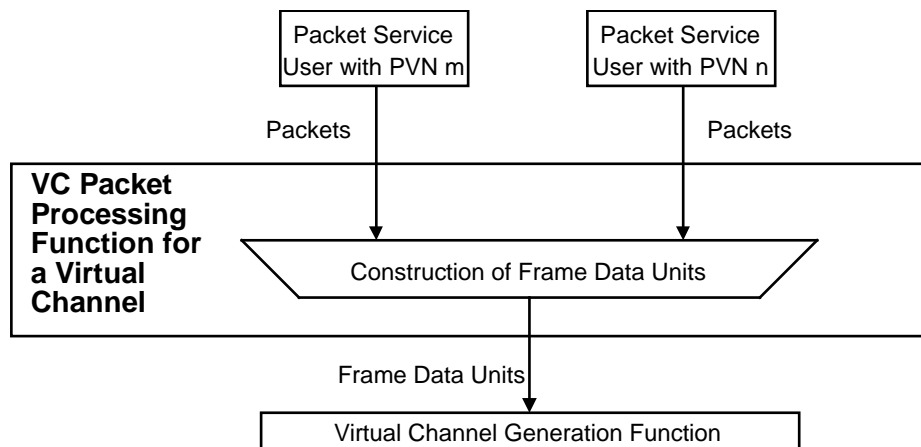 Packet Service
User with PVN m
Packet Service
User with PVN n
Packets
Packets
VC Packet
Processing
Function for
a Virtual
Channel
Construction of Frame Data Units
Frame Data Units
Virtual Channel Generation Function